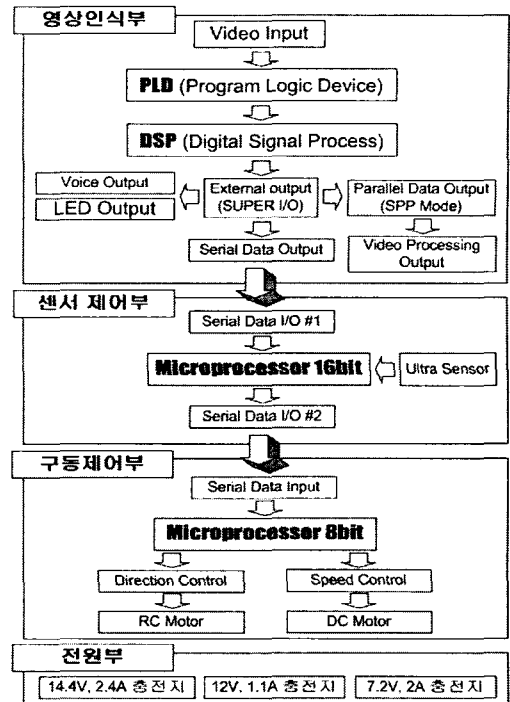 영상인식부
Video Input
PLD (Program Logic Device)
DSP (Digital Signal Process)
Voice Output
LED Output
External output
(SUPER I/O)
Parallel Data Output
(SPP Mode)
Serial Data Output
Video Processing
Output
센서 제어부
Serial Data I/O #1
Microprocessor 16bit
Ultra Sensor
Serial Data I/O #2
구동제어부
Serial Data Input
Microprocessor 8bit
Direction Control
Speed Control
RC Motor
DC Motor
전원부
14.4V, 2.4A 충전지
12V, 1.1A 충전지
7.2V, 2A 충전지